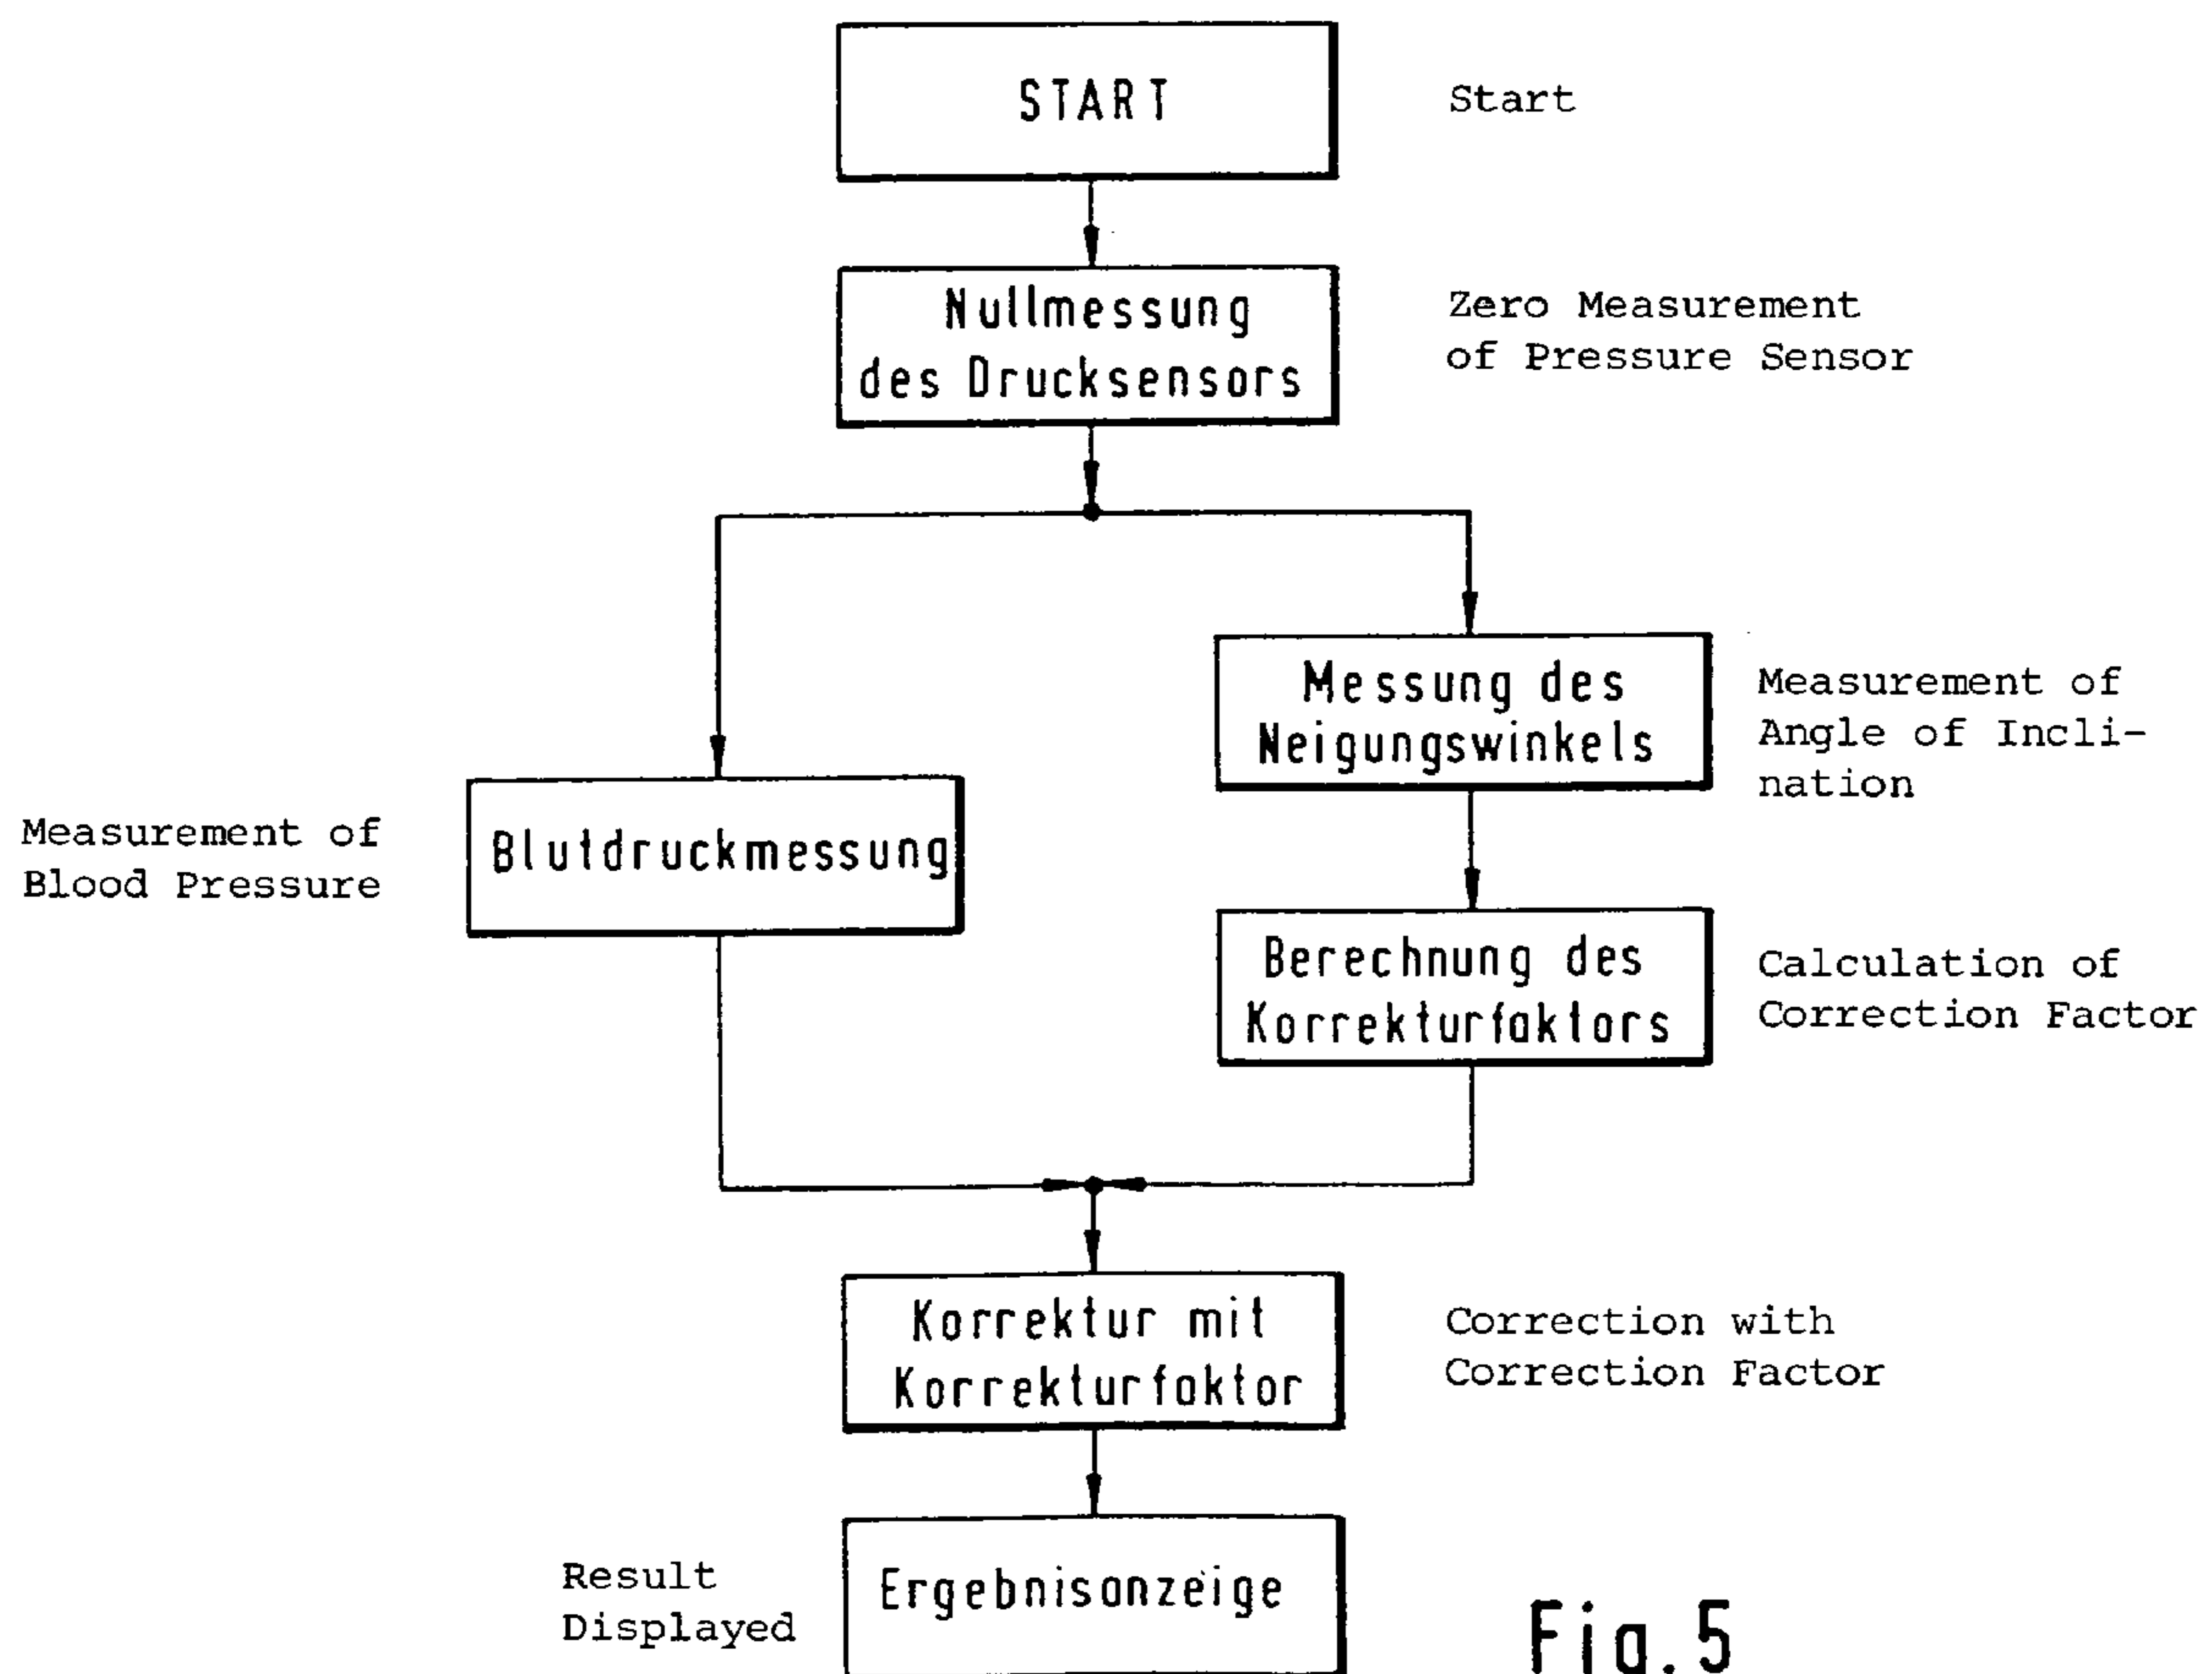 START
Start
Nullmessung
des Drucksensors
Zero Measurement
of Pressure Sensor
Messung des
Neigungswinkels
Measurement of
Angle of Incli-
nation
Measurement of
Blood Pressure
Blutdruckmessung
Berechnung des
Korrekturfaktors
Calculation of
Correction Factor
Korrektur mit
Korrekturfaktor
Correction with
Correction Factor
Result
Displayed
Ergebnisanzeige
Fig. 5